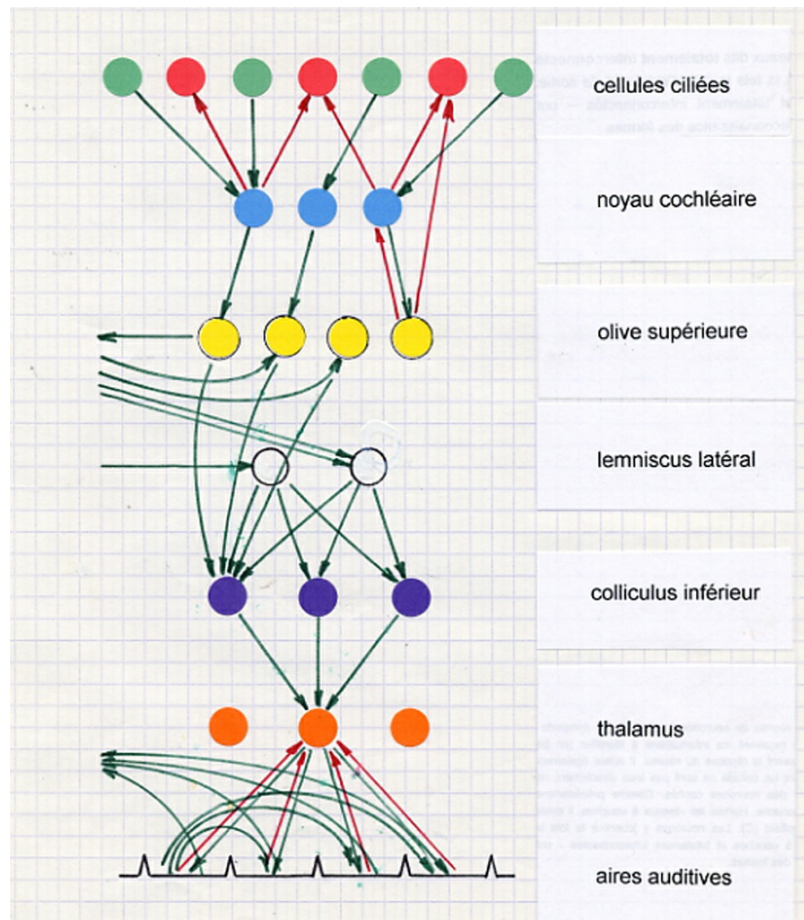 cellules ciliées
noyau cochléaire
olive supérieure
lemniscus latéral
colliculus inférieur
thalamus
aires auditives